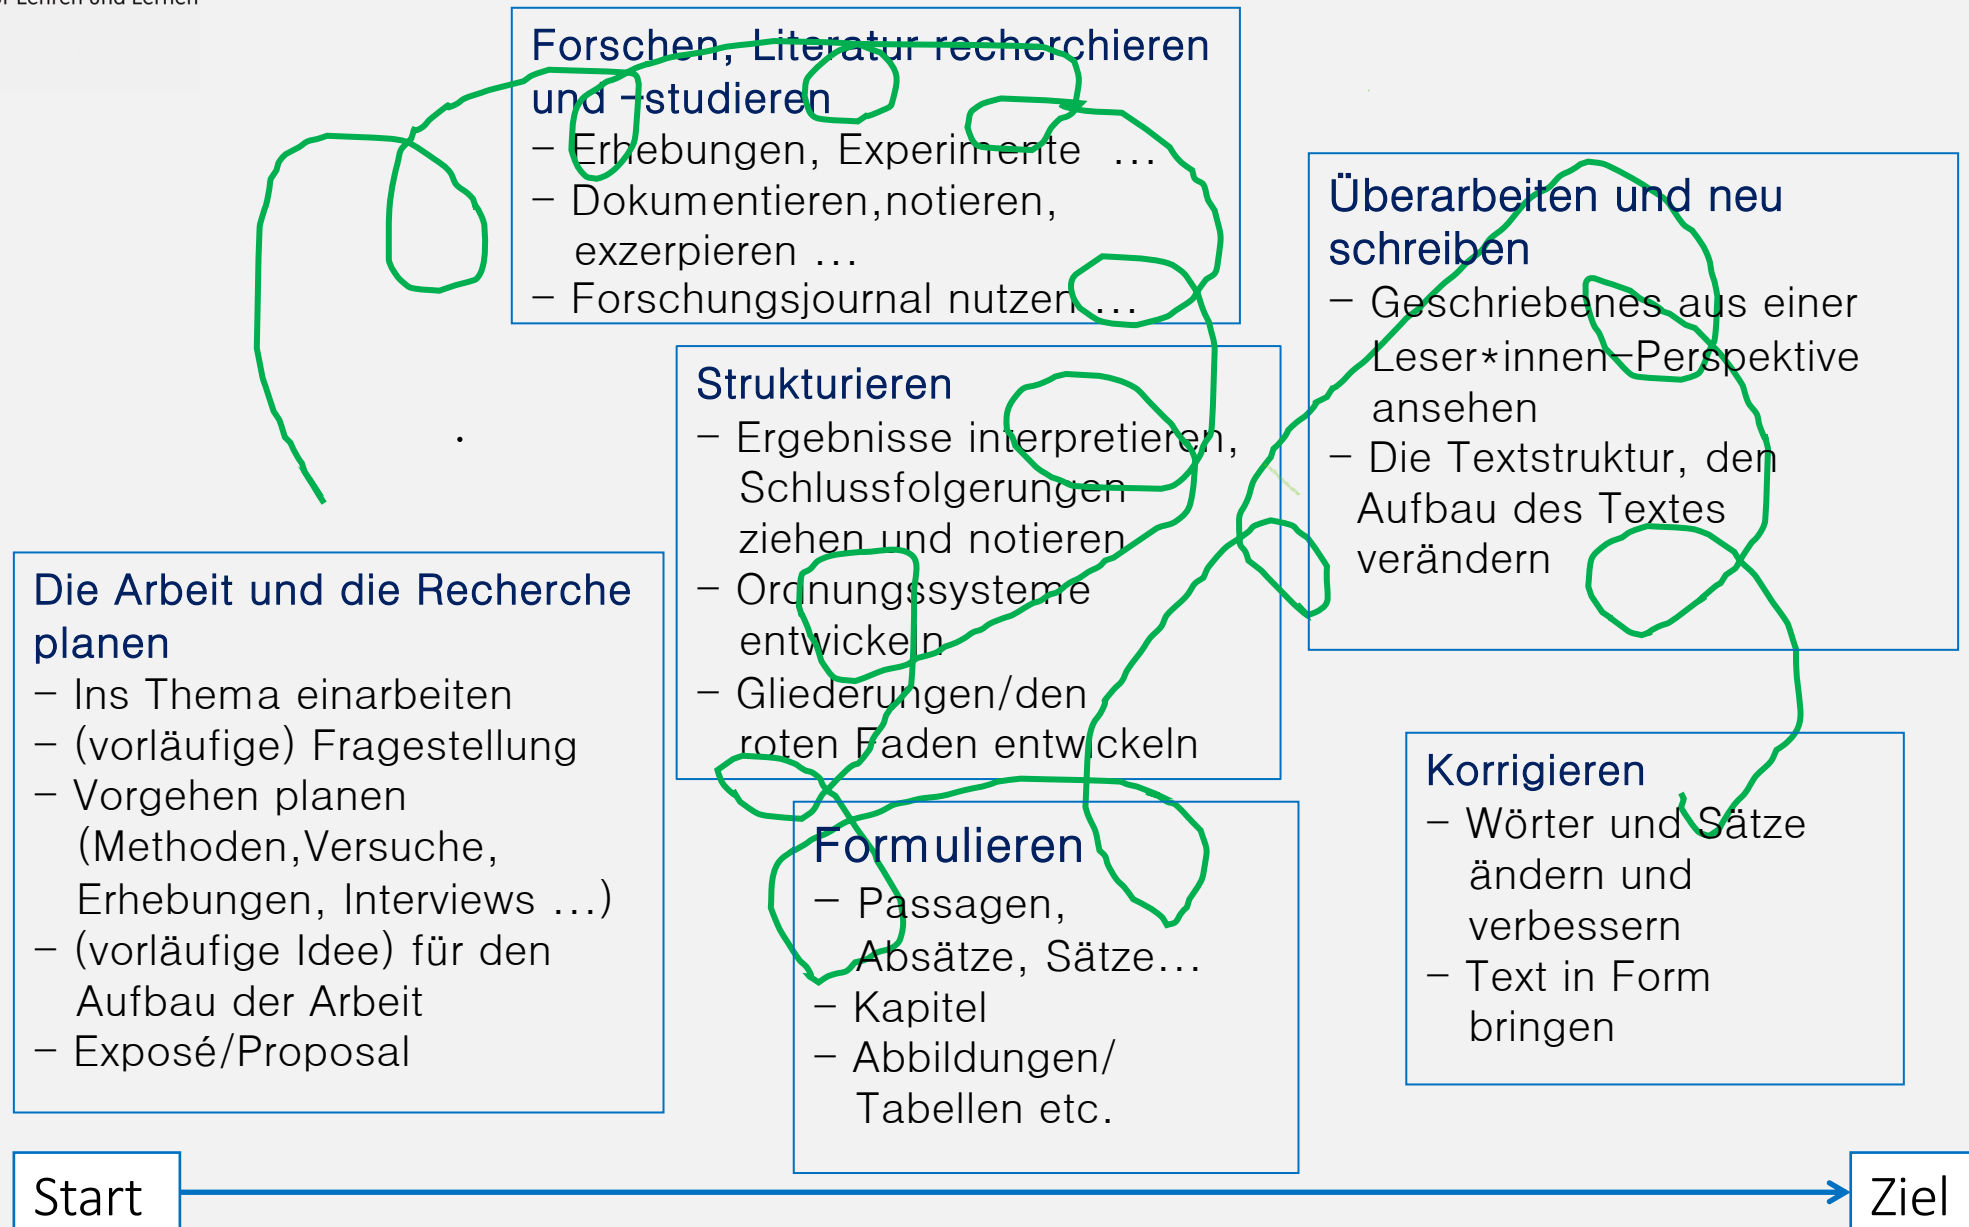 Lehren und Lernen
Forschen, Literatur recherchieren
und –studieren
– Erhebungen, Experimente ...
– Dokumentieren,notieren,
exzerpieren ...
– Forschungsjournal nutzen ...
Strukturieren
– Ergebnisse interpretieren,
Schlussfolgerungen
ziehen und notieren
– Ordnungssysteme
entwickeln
– Gliederungen/den
roten Faden entwickeln
Überarbeiten und neu
schreiben
– Geschriebenes aus einer
Leser*innen–Perspektive
ansehen
– Die Textstruktur, den
Aufbau des Textes
verändern
Die Arbeit und die Recherche
planen
– Ins Thema einarbeiten
– (vorläufige) Fragestellung
– Vorgehen planen
(Methoden,Versuche,
Erhebungen, Interviews ...)
– (vorläufige Idee) für den
Aufbau der Arbeit
– Exposé/Proposal
Formulieren
– Passagen,
Absätze, Sätze...
– Kapitel
– Abbildungen/
Tabellen etc.
Korrigieren
– Wörter und Sätze
ändern und
verbessern
– Text in Form
bringen
Start
Ziel